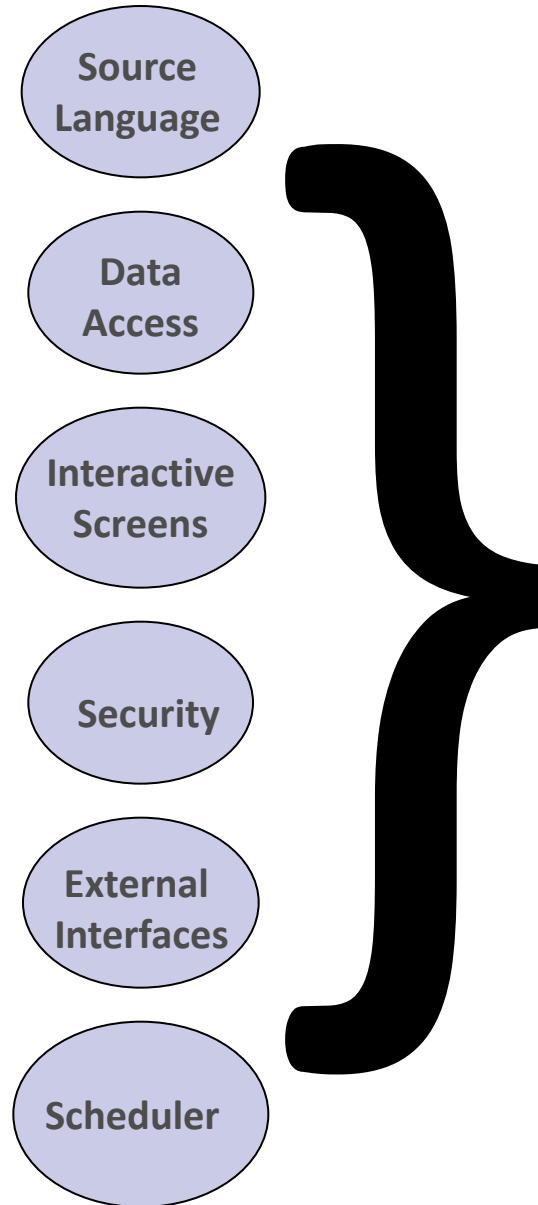 Source
Language
Data
Access
Interactive
Screens
Security
External
Interfaces
Scheduler